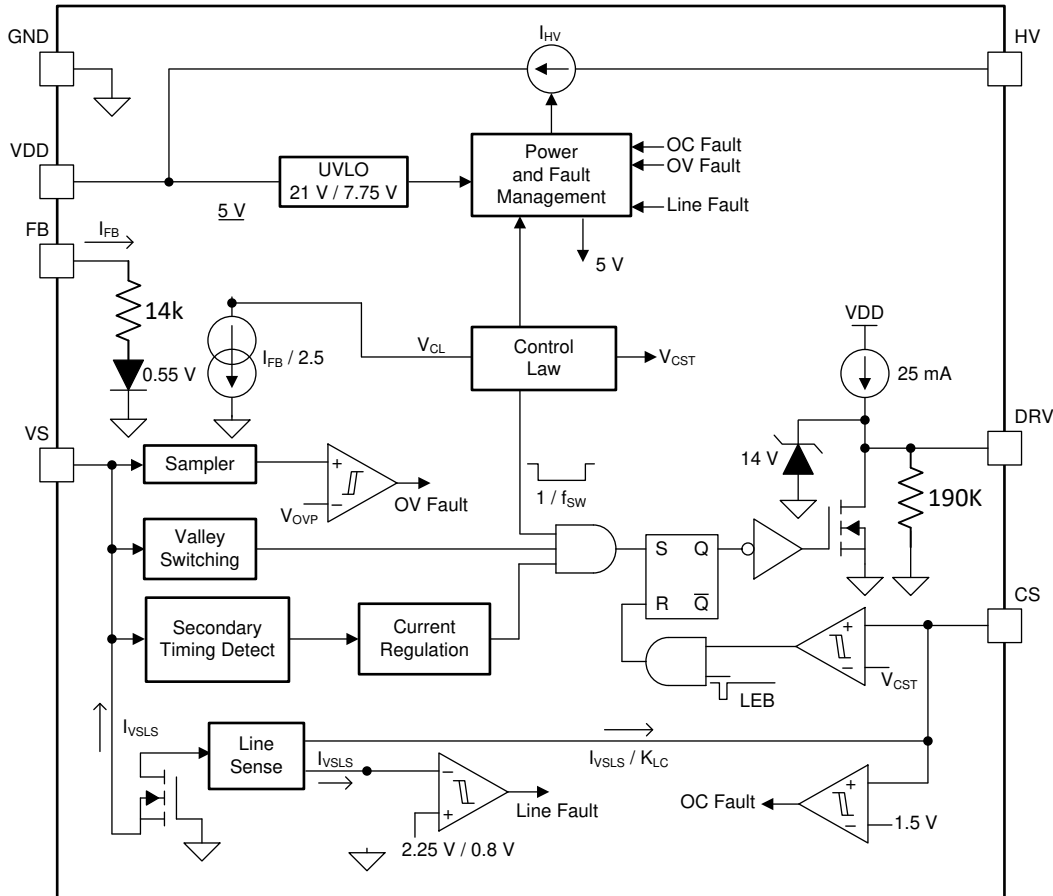 GND
I_HV
HV
VDD
UVLO
21 V / 7.75 V
Power
and Fault
Management
OC Fault
OV Fault
Line Fault
5 V
5 V
FB
I_FB
14k
0.55 V
I_FB / 2.5
V_CL
Control
Law
V_CST
VDD
25 mA
DRV
VS
Sampler
+
−
V_OVP
OV Fault
1 / f_SW
14 V
190K
Valley
Switching
S Q
R Q̅
CS
Secondary
Timing Detect
Current
Regulation
+
−
V_CST
LEB
I_VSLS
Line
Sense
I_VSLS
I_VSLS / K_LC
−
+
Line Fault
2.25 V / 0.8 V
OC Fault
+
−
1.5 V